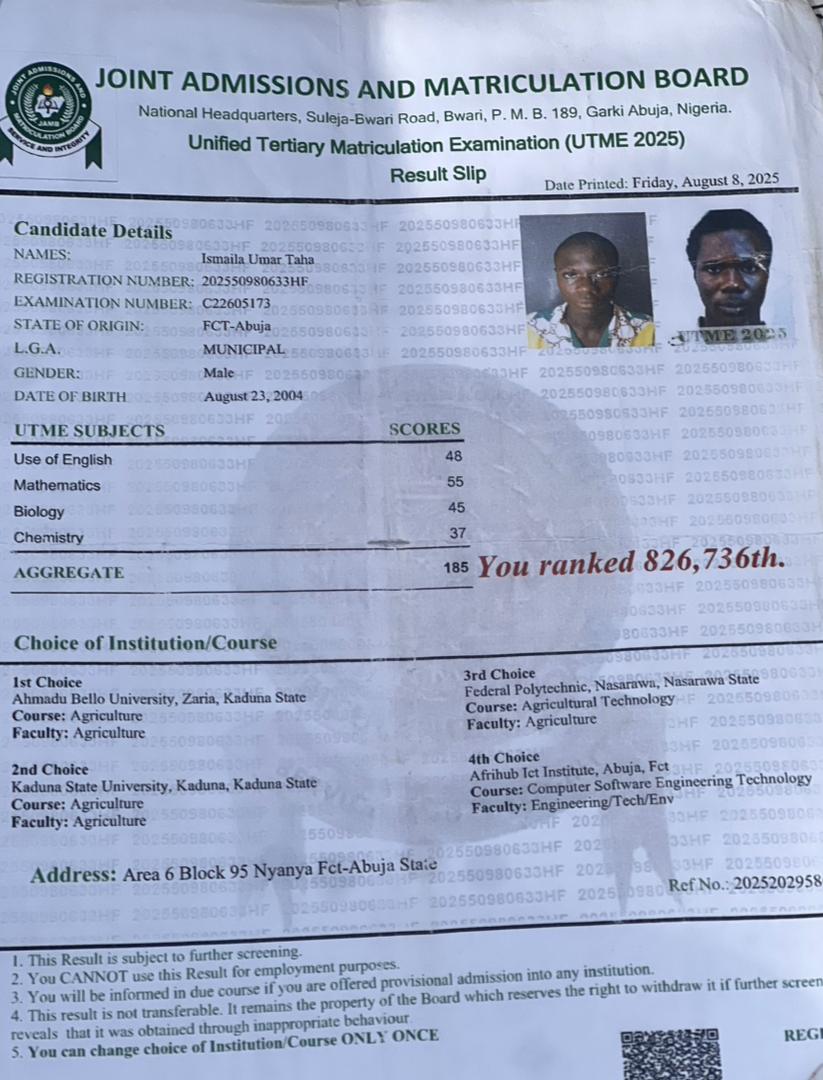 JOINT ADMISSIONS AND MATRICULATION BOARD
National Headquarters, Suleja-Bwari Road, Bwari, P. M. B. 189, Garki Abuja, Nigeria.
Unified Tertiary Matriculation Examination (UTME 2025)
Result Slip
Date Printed: Friday, August 8, 2025
JOINT ADMISSIONS AND MATRICULATION BOARD
JAMB
SERVICE AND INTEGRITY
Candidate Details
NAMES: Ismaila Umar Taha
REGISTRATION NUMBER: 202550980633HF
EXAMINATION NUMBER: C22605173
STATE OF ORIGIN: FCT-Abuja
L.G.A. MUNICIPAL
GENDER: Male
DATE OF BIRTH August 23, 2004
UTME 2025
UTME SUBJECTS SCORES
Use of English 48
Mathematics 55
Biology 45
Chemistry 37
AGGREGATE 185 You ranked 826,736th.
Choice of Institution/Course
1st Choice
Ahmadu Bello University, Zaria, Kaduna State
Course: Agriculture
Faculty: Agriculture
2nd Choice
Kaduna State University, Kaduna, Kaduna State
Course: Agriculture
Faculty: Agriculture
3rd Choice
Federal Polytechnic, Nasarawa, Nasarawa State
Course: Agricultural Technology
Faculty: Agriculture
4th Choice
Afrihub Ict Institute, Abuja, Fct
Course: Computer Software Engineering Technology
Faculty: Engineering/Tech/Env
Address: Area 6 Block 95 Nyanya Fct-Abuja State
Ref No.: 2025202958
1. This Result is subject to further screening.
2. You CANNOT use this Result for employment purposes.
3. You will be informed in due course if you are offered provisional admission into any institution.
4. This result is not transferable. It remains the property of the Board which reserves the right to withdraw it if further screen
reveals that it was obtained through inappropriate behaviour
5. You can change choice of Institution/Course ONLY ONCE
REGI